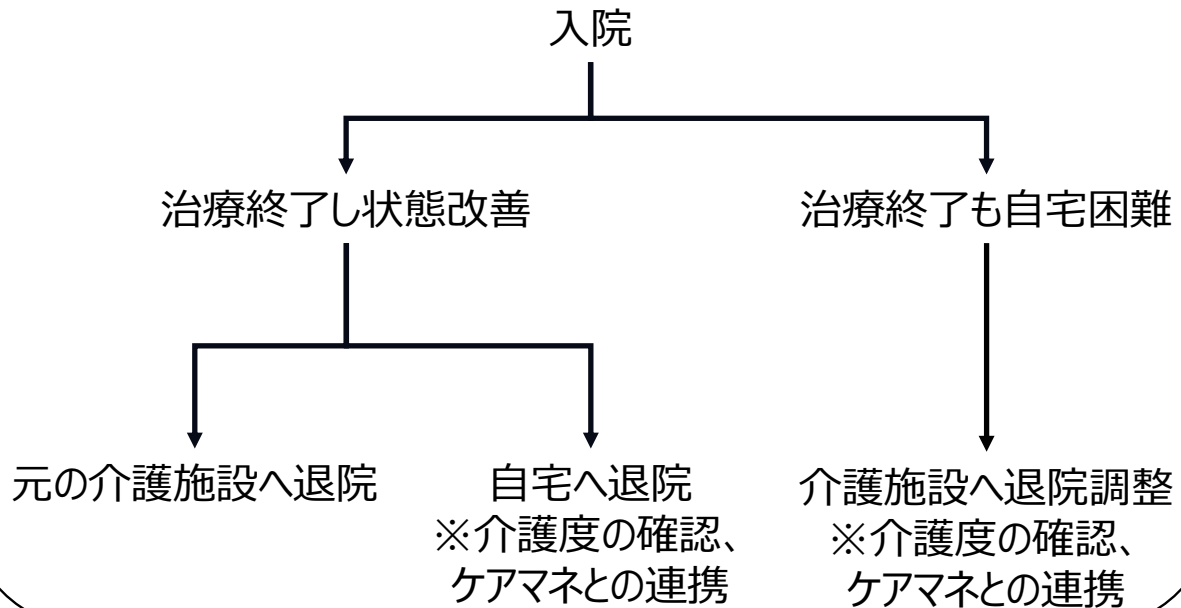 入院
治療終了し状態改善
治療終了も自宅困難
元の介護施設へ退院
自宅へ退院
※介護度の確認、
ケアマネとの連携
介護施設へ退院調整
※介護度の確認、
ケアマネとの連携